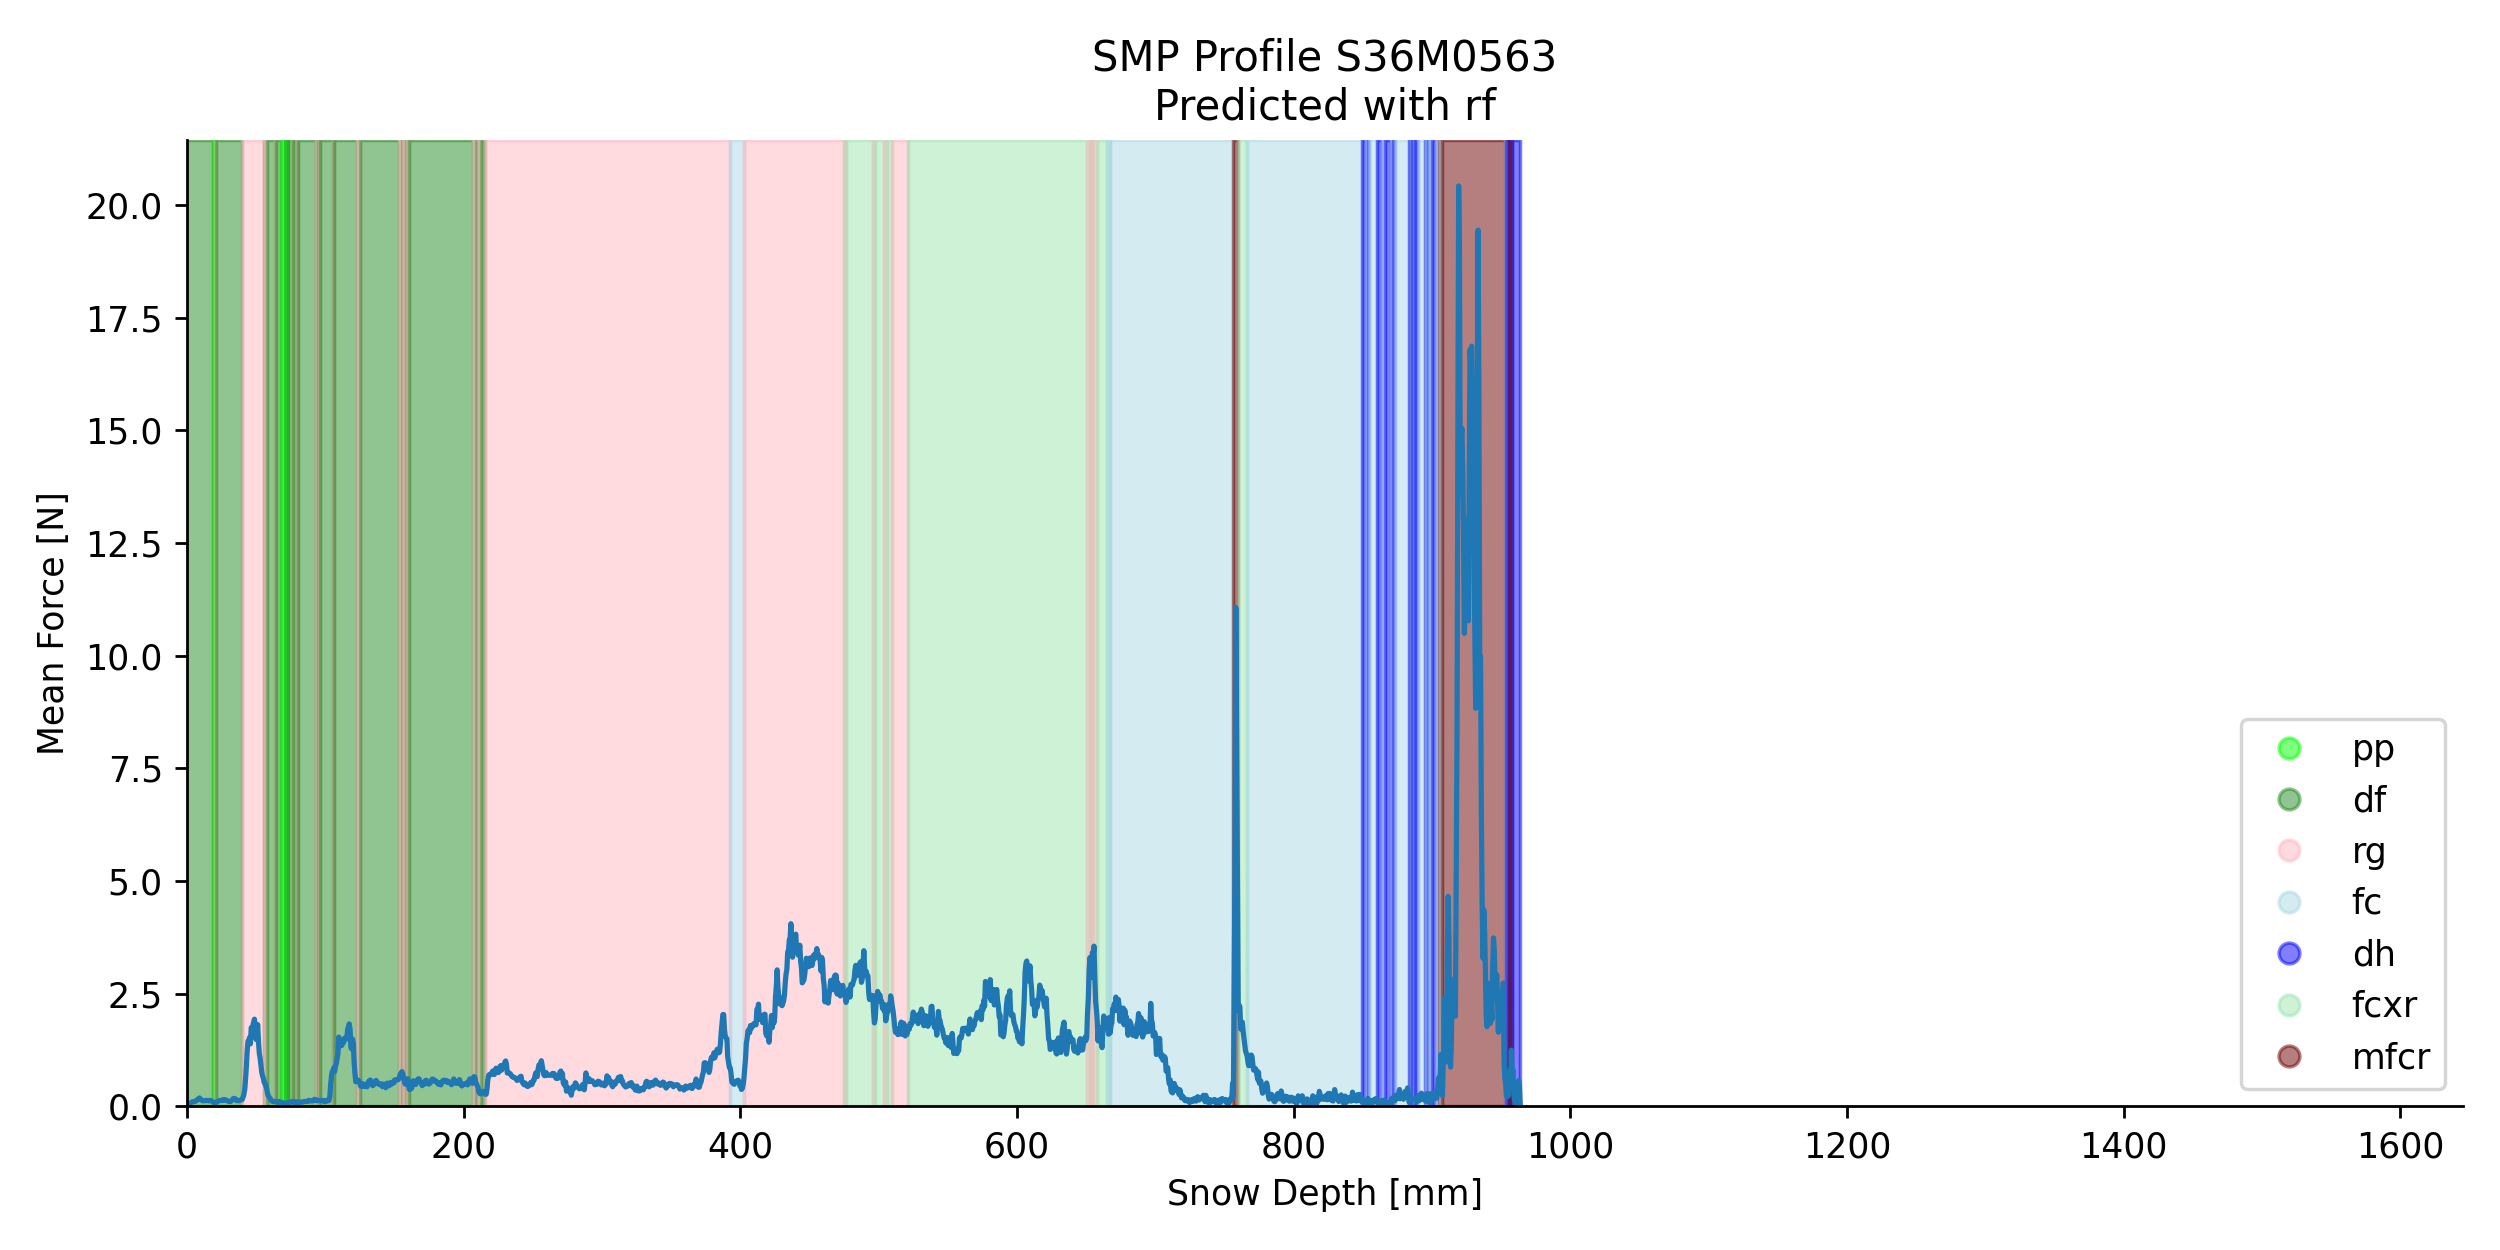 SMP Profile S36M0563
Predicted with rf
Mean Force [N]
20.0
17.5
15.0
12.5
10.0
7.5
5.0
2.5
0.0
0 200 400 600 800 1000 1200 1400 1600
Snow Depth [mm]
pp
df
rg
fc
dh
fcxr
mfcr